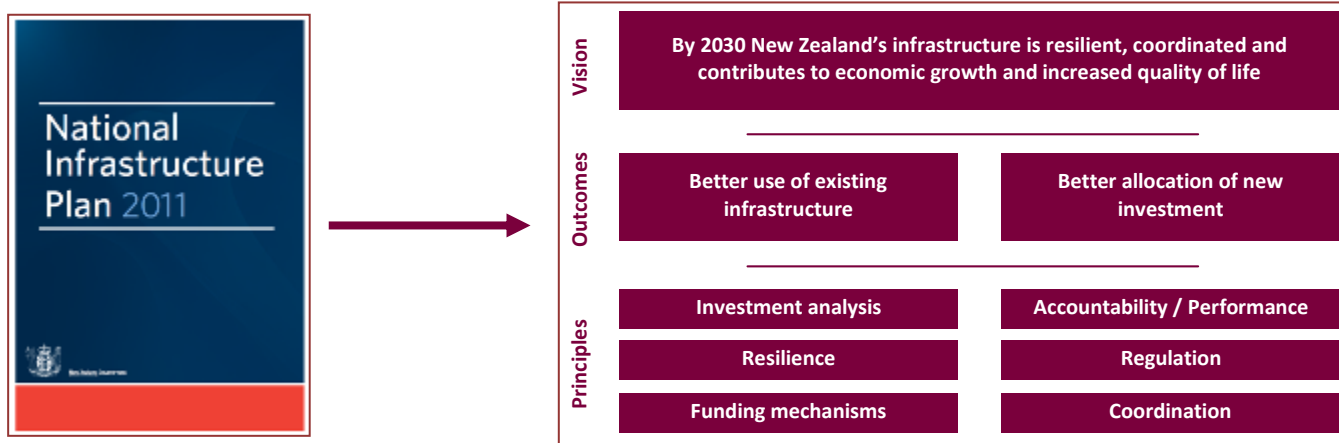 National
Infrastructure
Plan 2011
Vision
By 2030 New Zealand's infrastructure is resilient, coordinated and
contributes to economic growth and increased quality of life
Outcomes
Better use of existing
infrastructure
Better allocation of new
investment
Principles
Investment analysis
Accountability / Performance
Resilience
Regulation
Funding mechanisms
Coordination